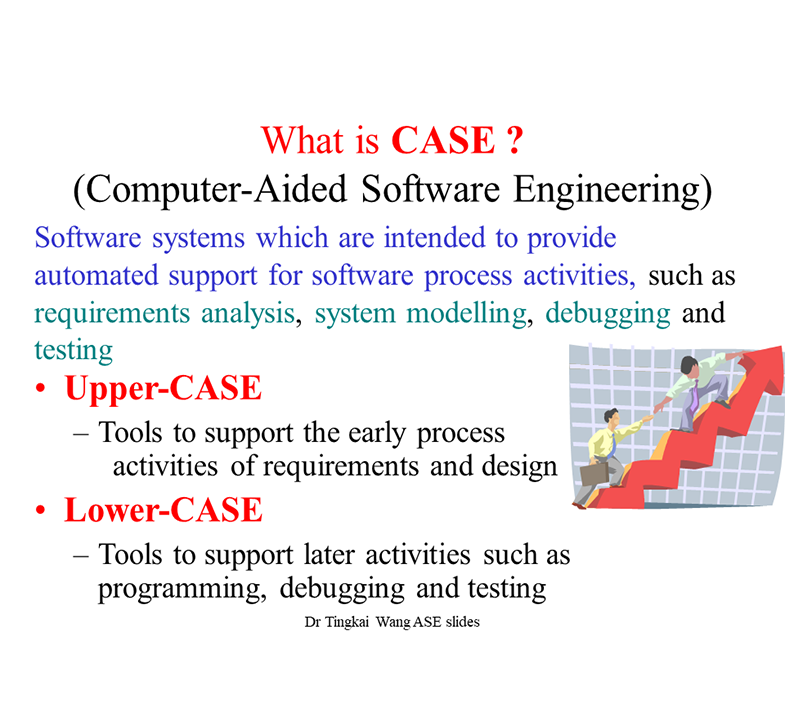 What is CASE ?
(Computer-Aided Software Engineering)
Software systems which are intended to provide
automated support for software process activities, such as
requirements analysis, system modelling, debugging and
testing
• Upper-CASE
– Tools to support the early process
activities of requirements and design
• Lower-CASE
– Tools to support later activities such as
programming, debugging and testing
Dr Tingkai Wang ASE slides